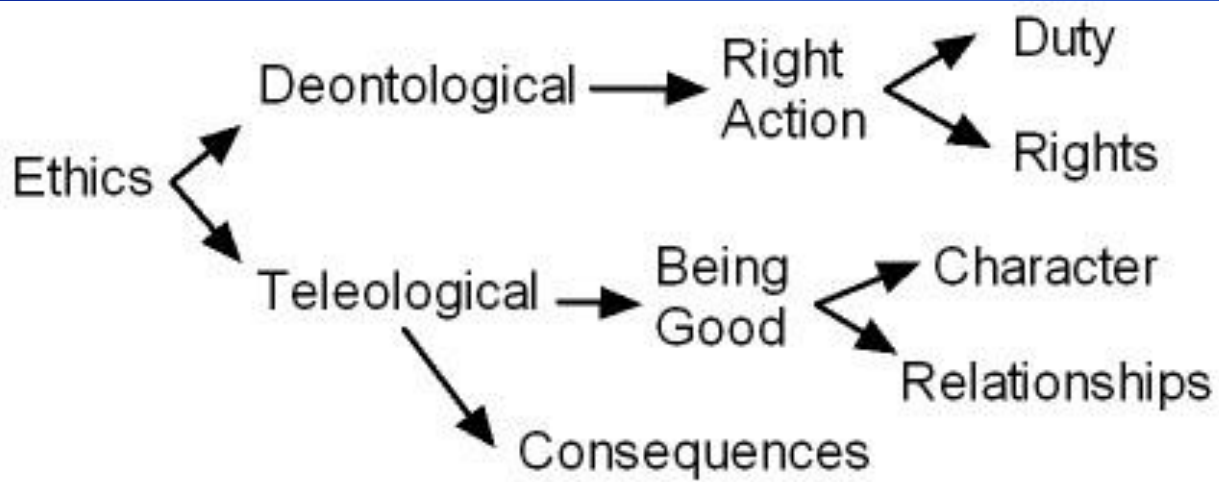 Ethics
Deontological
Right
Action
Duty
Rights
Teleological
Being
Good
Character
Relationships
Consequences